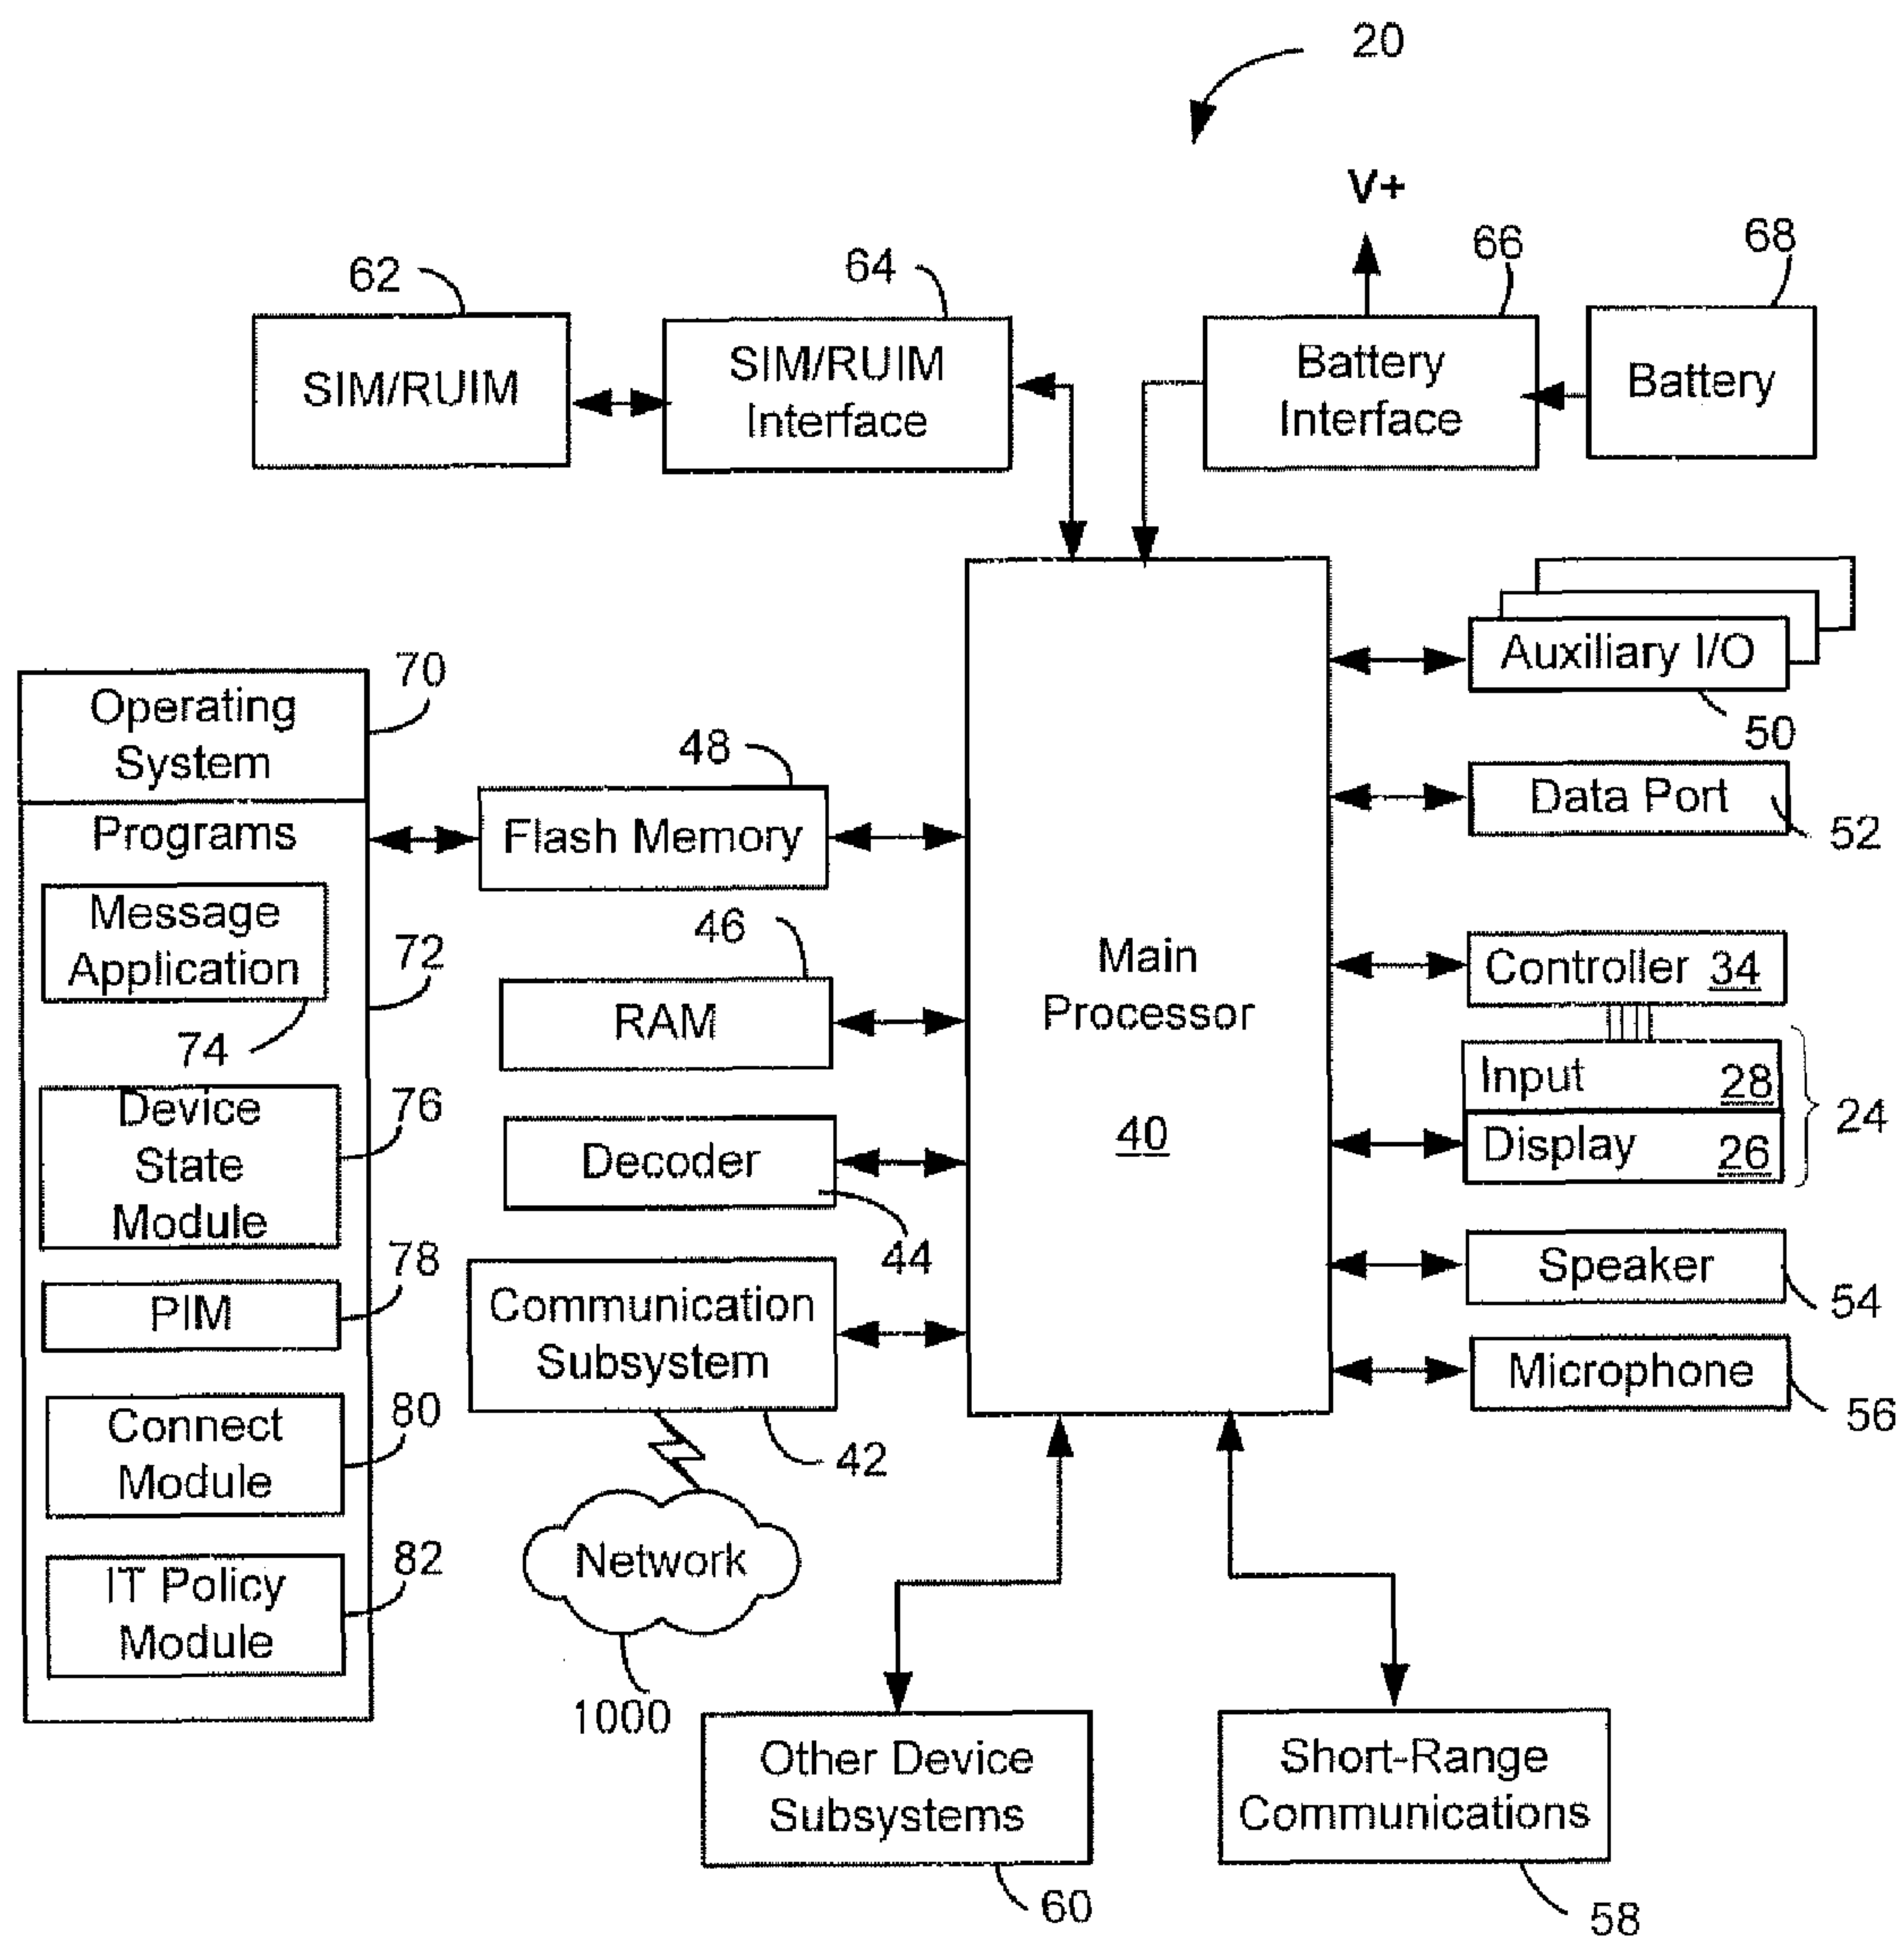 20
V+
62
64
66
68
SIM/RUIM
SIM/RUIM
Interface
Battery
Interface
Battery
Auxiliary I/O
50
Operating
System
70
Programs
48
Flash Memory
Data Port
52
Message
Application
74
72
46
RAM
Main
Processor
40
Controller 34
Input 28
Display 26
24
Device
State
Module
76
Decoder
44
Speaker
54
PIM
78
Communication
Subsystem
42
Microphone
56
Connect
Module
80
Network
1000
IT Policy
Module
82
Other Device
Subsystems
60
Short-Range
Communications
58